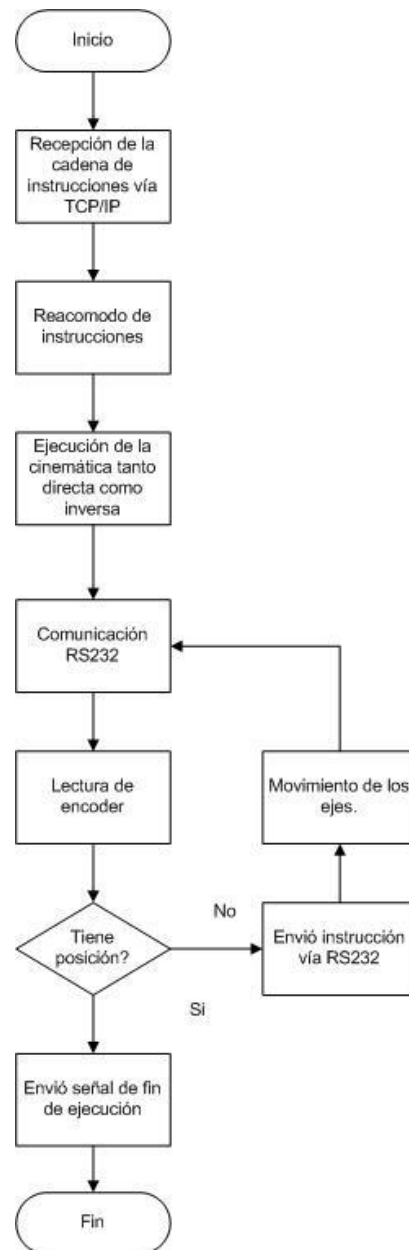 Inicio
Recepción de la
cadena de
instrucciones vía
TCP/IP
Reacomodo de
instrucciones
Ejecución de la
cinemática tanto
directa como
inversa
Comunicación
RS232
Lectura de
encoder
Movimiento de los
ejes.
Tiene
posición?
No
Envió instrucción
vía RS232
Si
Envió señal de fin
de ejecución
Fin